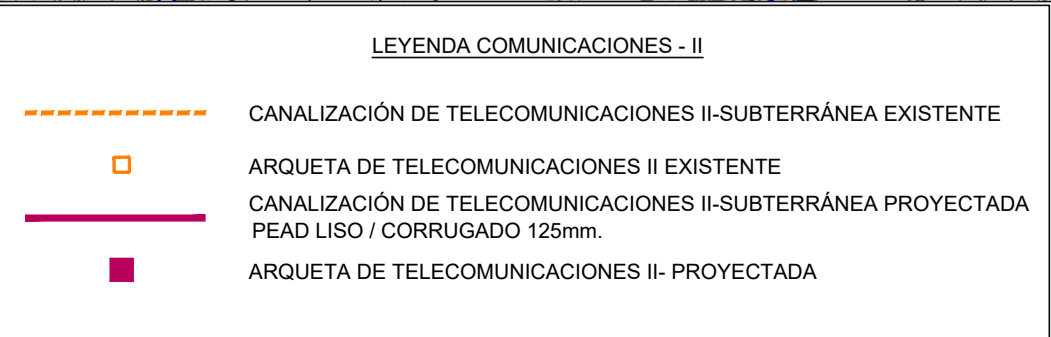 LEYENDA COMUNICACIONES - II
CANALIZACIÓN DE TELECOMUNICACIONES II-SUBTERRÁNEA EXISTENTE
ARQUETA DE TELECOMUNICACIONES II EXISTENTE
CANALIZACIÓN DE TELECOMUNICACIONES II-SUBTERRÁNEA PROYECTADA
PEAD LISO / CORRUGADO 125mm.
ARQUETA DE TELECOMUNICACIONES II- PROYECTADA